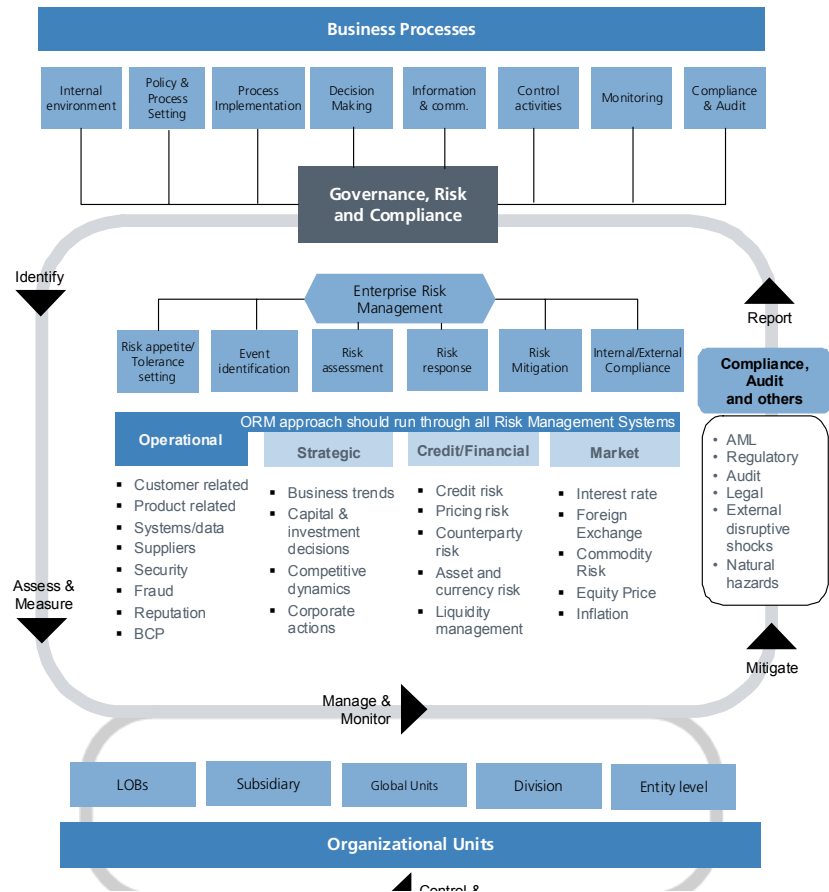 Business Processes
Internal
environment
Policy &
Process
Setting
Process
Implementation
Decision
Making
Information
& comm.
Control
activities
Monitoring
Compliance
& Audit
Governance, Risk
and Compliance
Identify
Report
Enterprise Risk
Management
Risk appetite/
Tolerance
setting
Event
identification
Risk
assessment
Risk
response
Risk
Mitigation
Internal/External
Compliance
Compliance,
Audit
and others
• AML
• Regulatory
• Audit
• Legal
• External
disruptive
shocks
• Natural
hazards
ORM approach should run through all Risk Management Systems
Operational
▪ Customer related
▪ Product related
▪ Systems/data
▪ Suppliers
▪ Security
▪ Fraud
▪ Reputation
▪ BCP
Strategic
▪ Business trends
▪ Capital &
investment
decisions
▪ Competitive
dynamics
▪ Corporate
actions
Credit/Financial
▪ Credit risk
▪ Pricing risk
▪ Counterparty
risk
▪ Asset and
currency risk
▪ Liquidity
management
Market
▪ Interest rate
▪ Foreign
Exchange
▪ Commodity
Risk
▪ Equity Price
▪ Inflation
Assess &
Measure
Mitigate
Manage &
Monitor
LOBs
Subsidiary
Global Units
Division
Entity level
Organizational Units
Control &